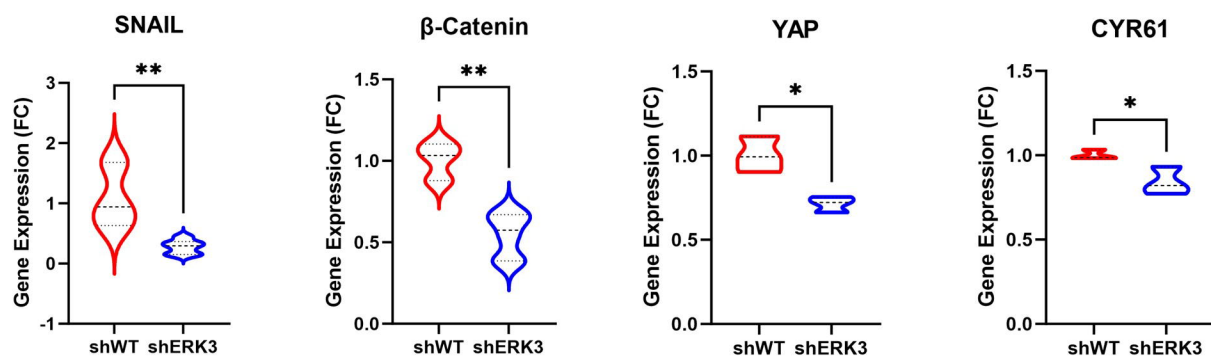 SNAIL
Gene Expression (FC)
3
2
1
0
-1
**
shWT shERK3
β-Catenin
Gene Expression (FC)
1.5
1.0
0.5
0.0
**
shWT shERK3
YAP
Gene Expression (FC)
1.5
1.0
0.5
0.0
*
shWT shERK3
CYR61
Gene Expression (FC)
1.5
1.0
0.5
0.0
*
shWT shERK3